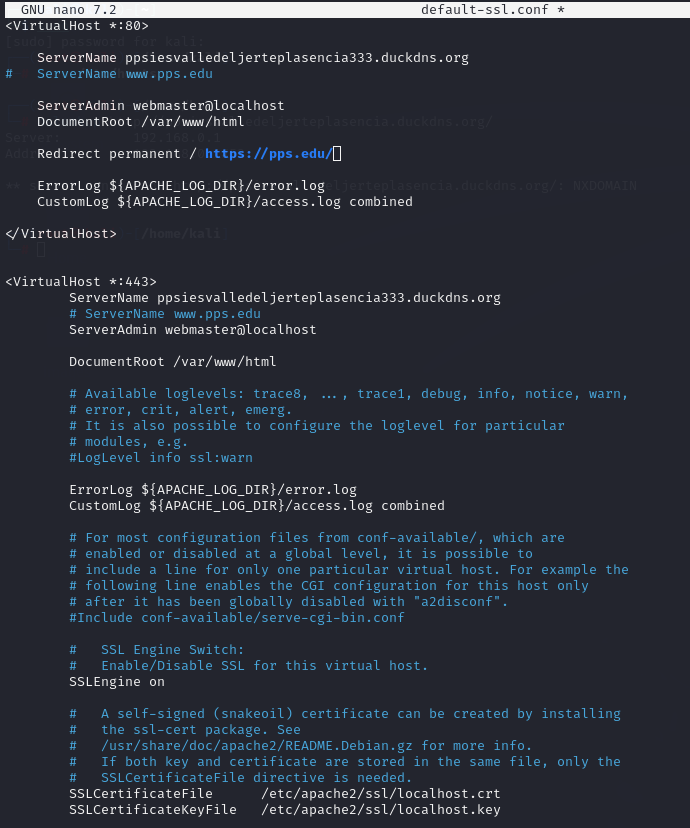 GNU nano 7.2 default-ssl.conf *
<VirtualHost *:80>
ServerName ppsiesvalledeljerteplasencia333.duckdns.org
# ServerName www.pps.edu
ServerAdmin webmaster@localhost
DocumentRoot /var/www/html
Redirect permanent / https://pps.edu/
ErrorLog ${APACHE_LOG_DIR}/error.log
CustomLog ${APACHE_LOG_DIR}/access.log combined
</VirtualHost>
/home/kali
<VirtualHost *:443>
ServerName ppsiesvalledeljerteplasencia333.duckdns.org
# ServerName www.pps.edu
ServerAdmin webmaster@localhost
DocumentRoot /var/www/html
# Available loglevels: trace8, ..., trace1, debug, info, notice, warn,
# error, crit, alert, emerg.
# It is also possible to configure the loglevel for particular
# modules, e.g.
#LogLevel info ssl:warn
ErrorLog ${APACHE_LOG_DIR}/error.log
CustomLog ${APACHE_LOG_DIR}/access.log combined
# For most configuration files from conf-available/, which are
# enabled or disabled at a global level, it is possible to
# include a line for only one particular virtual host. For example the
# following line enables the CGI configuration for this host only
# after it has been globally disabled with "a2disconf".
#Include conf-available/serve-cgi-bin.conf
# SSL Engine Switch:
# Enable/Disable SSL for this virtual host.
SSLEngine on
# A self-signed (snakeoil) certificate can be created by installing
# the ssl-cert package. See
# /usr/share/doc/apache2/README.Debian.gz for more info.
# If both key and certificate are stored in the same file, only the
# SSLCertificateFile directive is needed.
SSLCertificateFile /etc/apache2/ssl/localhost.crt
SSLCertificateKeyFile /etc/apache2/ssl/localhost.key